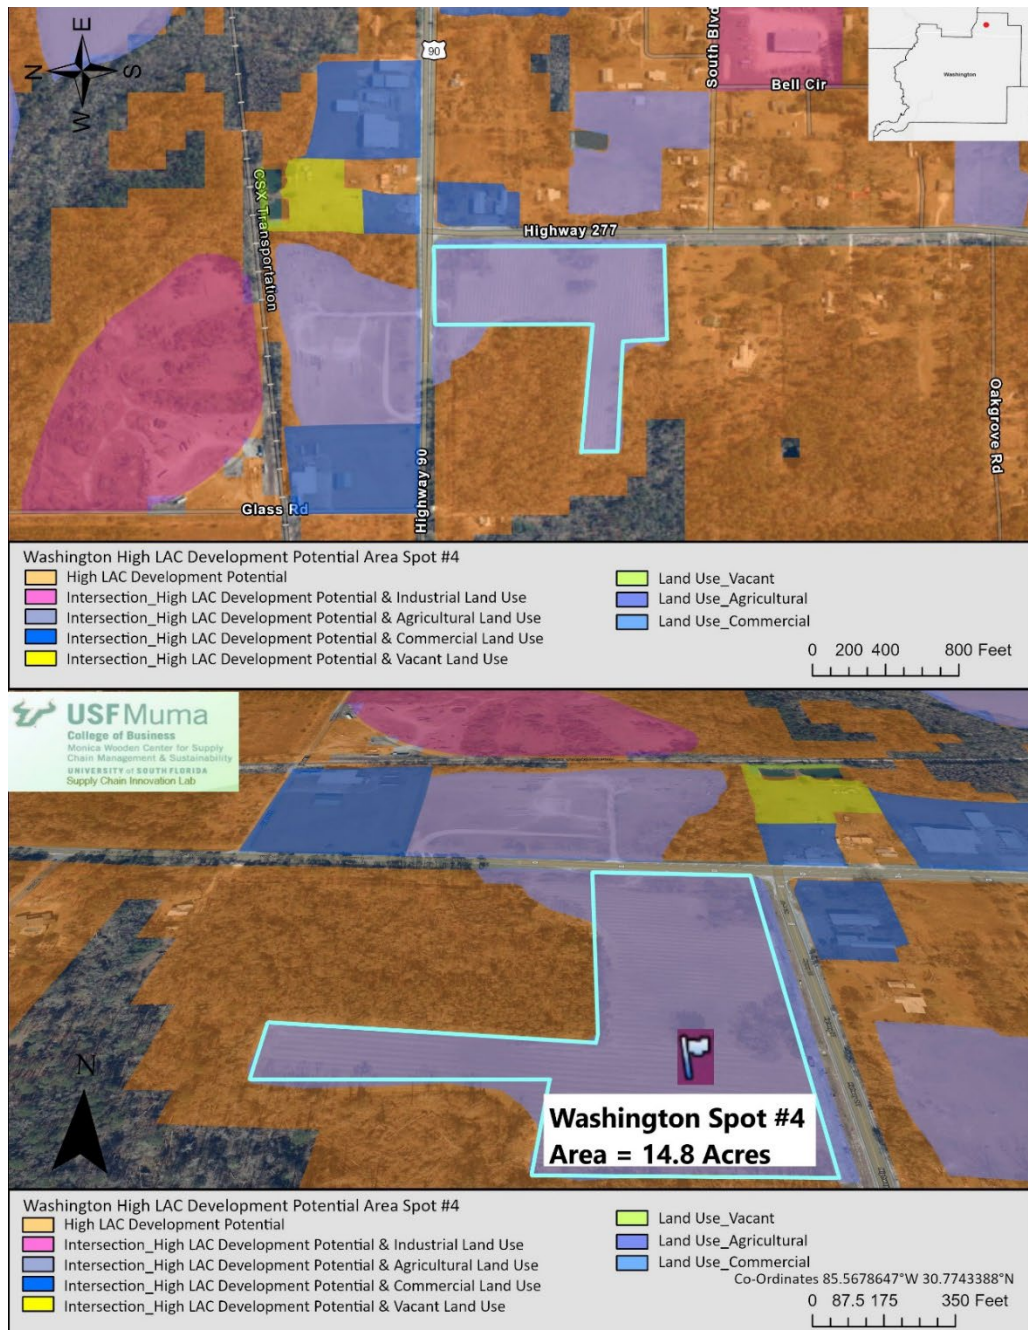 E
N
S
W
90
South Blvd
Bell Cir
Washington
CSX Transportation
Highway 277
Highway 90
Oakgrove Rd
Glass Rd
Washington High LAC Development Potential Area Spot #4
High LAC Development Potential
Intersection_High LAC Development Potential & Industrial Land Use
Intersection_High LAC Development Potential & Agricultural Land Use
Intersection_High LAC Development Potential & Commercial Land Use
Intersection_High LAC Development Potential & Vacant Land Use
Land Use_Vacant
Land Use_Agricultural
Land Use_Commercial
0 200 400 800 Feet
USF Muma
College of Business
Monica Wooden Center for Supply
Chain Management & Sustainability
UNIVERSITY of SOUTH FLORIDA
Supply Chain Innovation Lab
N
Washington Spot #4
Area = 14.8 Acres
Washington High LAC Development Potential Area Spot #4
High LAC Development Potential
Intersection_High LAC Development Potential & Industrial Land Use
Intersection_High LAC Development Potential & Agricultural Land Use
Intersection_High LAC Development Potential & Commercial Land Use
Intersection_High LAC Development Potential & Vacant Land Use
Land Use_Vacant
Land Use_Agricultural
Land Use_Commercial
Co-Ordinates 85.5678647°W 30.7743388°N
0 87.5 175 350 Feet